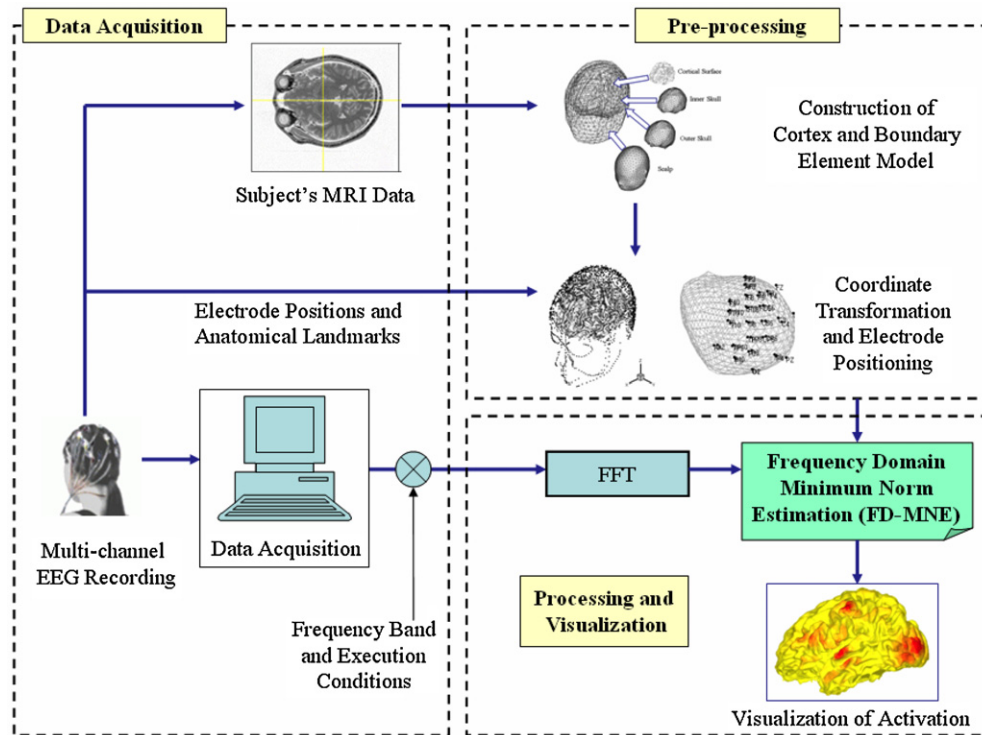 Data Acquisition
Pre-processing
Cortical Surface
Inner Skull
Outer Skull
Scalp
Construction of
Cortex and Boundary
Element Model
Subject's MRI Data
Electrode Positions and
Anatomical Landmarks
Coordinate
Transformation
and Electrode
Positioning
Data Acquisition
Multi-channel
EEG Recording
Frequency Band
and Execution
Conditions
FFT
Frequency Domain
Minimum Norm
Estimation (FD-MNE)
Processing and
Visualization
Visualization of Activation